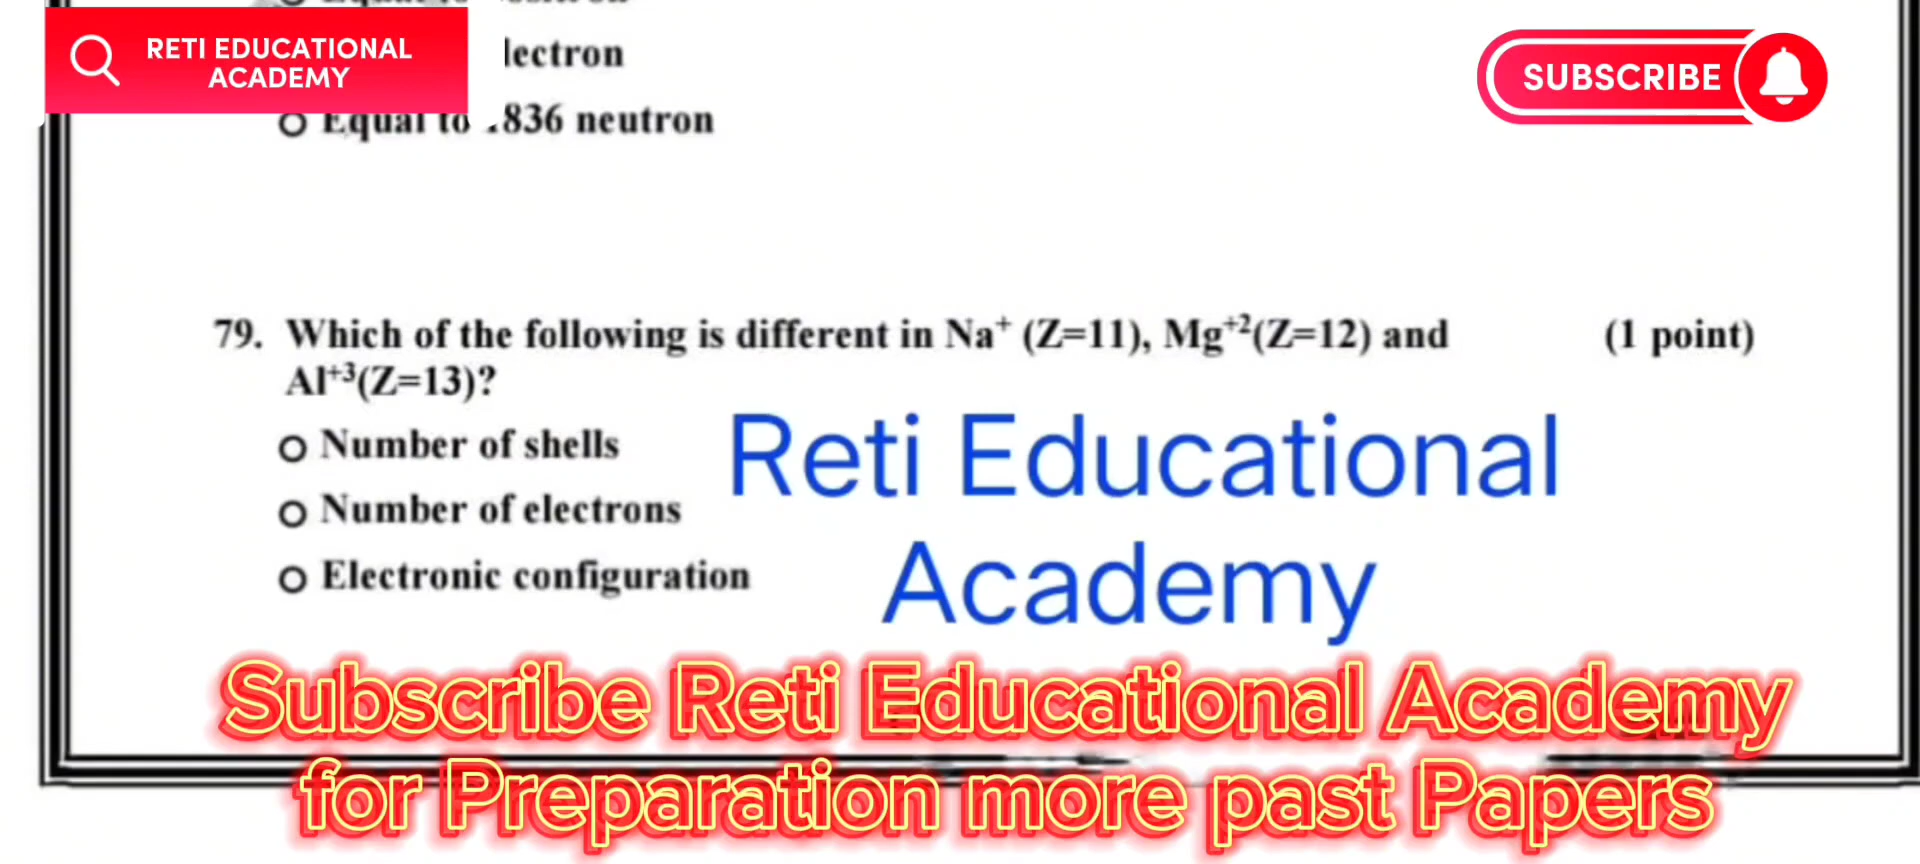 RETI EDUCATIONAL
ACADEMY
SUBSCRIBE
lectron
Equal to .836 neutron
79. Which of the following is different in Na⁺ (Z=11), Mg⁺²(Z=12) and (1 point)
Al⁺³(Z=13)?
Number of shells
Number of electrons
Electronic configuration
Reti Educational
Academy
Subscribe Reti Educational Academy
for Preparation more past Papers